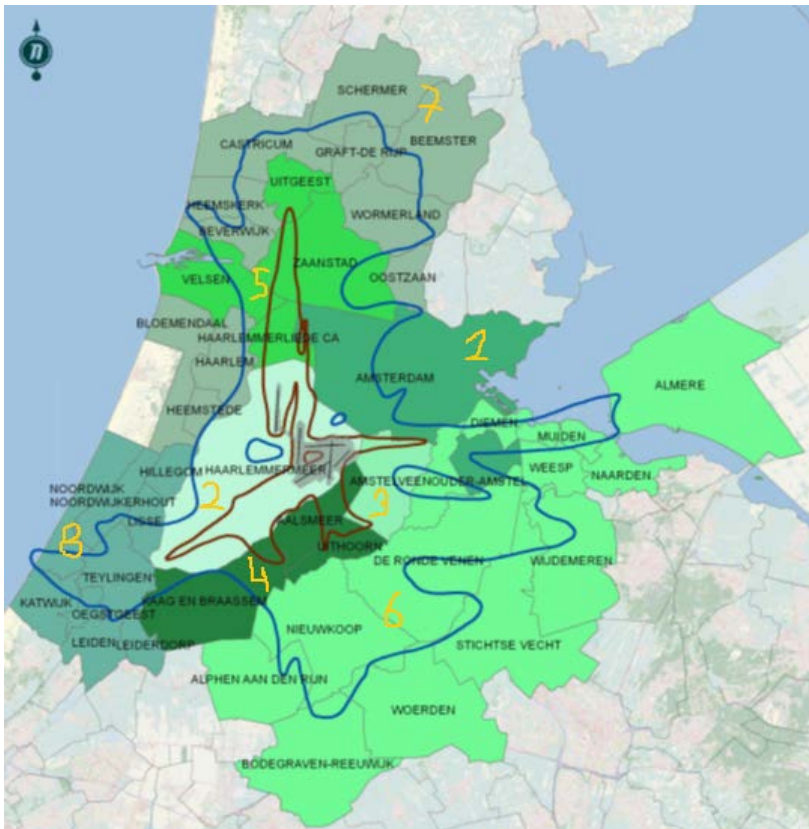 n
SCHERMER
7
CASTRICUM
BEEMSTER
GRAFT-DE RIJP
UITGEEST
HEEMSKERK
WORMERLAND
BEVERWIJK
ZAANSTAD
VELSEN
5
OOSTZAAN
BLOEMENDAAL
HAARLEMMERLIEDE CA
1
HAARLEM
AMSTERDAM
ALMERE
HEEMSTEDE
DIEMEN
MUIDEN
HILLEGOM
HAARLEMMERMEER
WEESP
NAARDEN
AMSTELVEEN
OUDER-AMSTEL
NOORDWIJK
NOORDWIJKERHOUT
2
3
LISSE
AALSMEER
8
UITHOORN
DE RONDE VENEN
WIJDEMEREN
TEYLINGEN
4
KATWIJK
KAAG EN BRAASSEM
OEGSTGEEST
6
NIEUWKOOP
LEIDEN
LEIDERDORP
STICHTSE VECHT
ALPHEN AAN DEN RIJN
WOERDEN
BODEGRAVEN-REEUWIJK